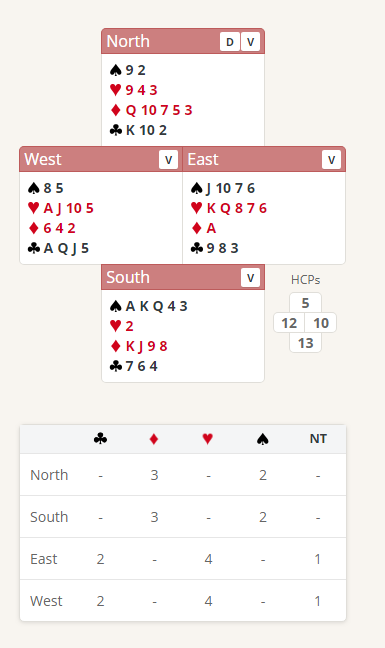 North D V
♠ 9 2
♥ 9 4 3
♦ Q 10 7 5 3
♣ K 10 2
West V
♠ 8 5
♥ A J 10 5
♦ 6 4 2
♣ A Q J 5
East V
♠ J 10 7 6
♥ K Q 8 7 6
♦ A
♣ 9 8 3
South V
♠ A K Q 4 3
♥ 2
♦ K J 9 8
♣ 7 6 4
HCPs
5
12 10
13
♣ ♦ ♥ ♠ NT
North - 3 - 2 -
South - 3 - 2 -
East 2 - 4 - 1
West 2 - 4 - 1